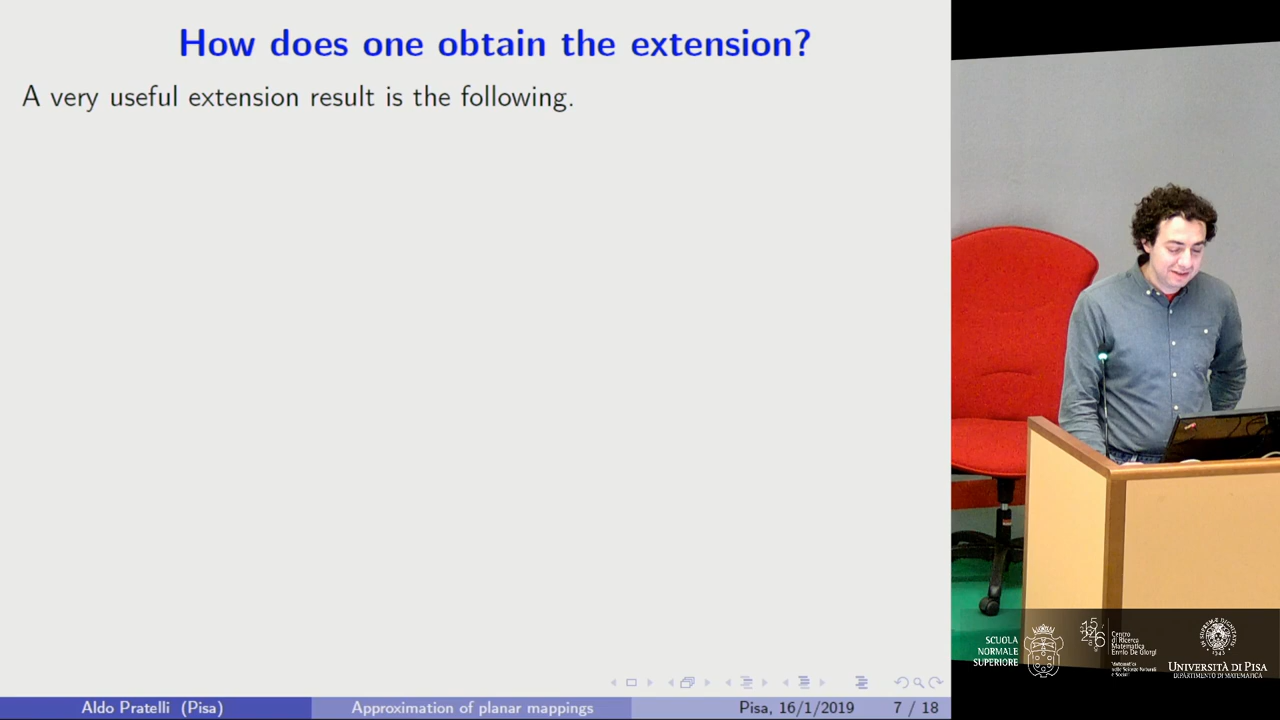 How does one obtain the extension?
A very useful extension result is the following.
Aldo Pratelli (Pisa)
Approximation of planar mappings
Pisa, 16/1/2019
7 / 18
SCUOLA
NORMALE
SUPERIORE
Centro
di Ricerca
Matematica
Ennio De Giorgi
UNIVERSITÀ DI PISA
DIPARTIMENTO DI MATEMATICA